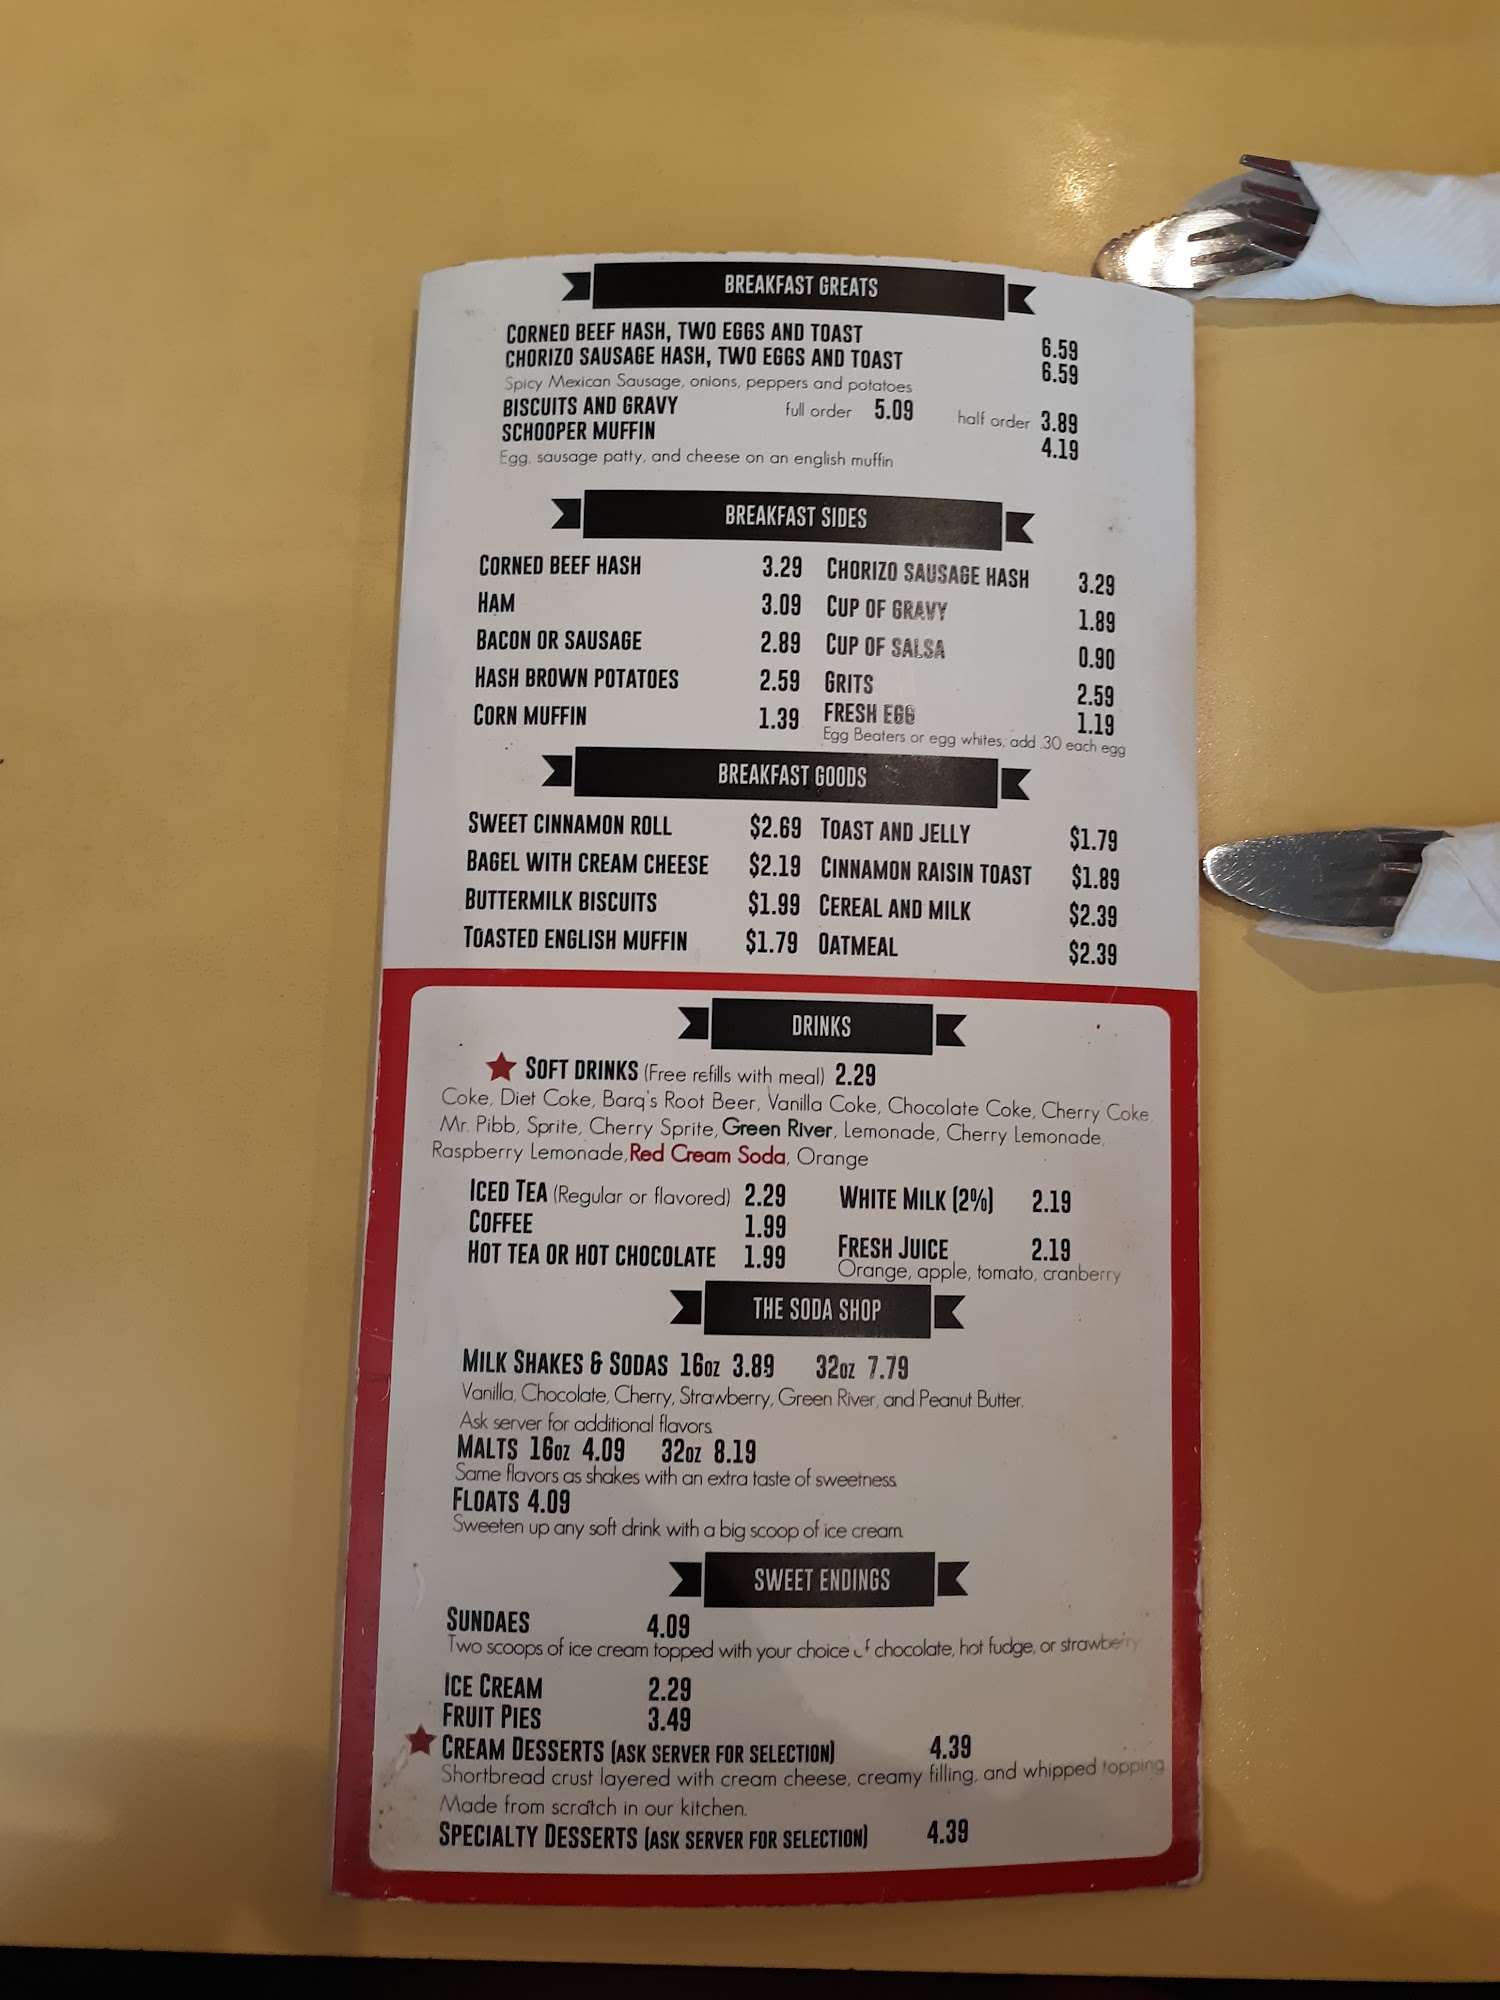 BREAKFAST GREATS
CORNED BEEF HASH, TWO EGGS AND TOAST 6.59
CHORIZO SAUSAGE HASH, TWO EGGS AND TOAST 6.59
Spicy Mexican Sausage, onions, peppers and potatoes
BISCUITS AND GRAVY full order 5.09 half order 3.89
SCHOOPER MUFFIN 4.19
Egg, sausage patty, and cheese on an english muffin
BREAKFAST SIDES
CORNED BEEF HASH 3.29 CHORIZO SAUSAGE HASH 3.29
HAM 3.09 CUP OF GRAVY 1.89
BACON OR SAUSAGE 2.89 CUP OF SALSA 0.90
HASH BROWN POTATOES 2.59 GRITS 2.59
CORN MUFFIN 1.39 FRESH EGG 1.19
Egg Beaters or egg whites, add .30 each egg
BREAKFAST GOODS
SWEET CINNAMON ROLL $2.69 TOAST AND JELLY $1.79
BAGEL WITH CREAM CHEESE $2.19 CINNAMON RAISIN TOAST $1.89
BUTTERMILK BISCUITS $1.99 CEREAL AND MILK $2.39
TOASTED ENGLISH MUFFIN $1.79 OATMEAL $2.39
DRINKS
SOFT DRINKS (Free refills with meal) 2.29
Coke, Diet Coke, Barq's Root Beer, Vanilla Coke, Chocolate Coke, Cherry Coke,
Mr. Pibb, Sprite, Cherry Sprite, Green River, Lemonade, Cherry Lemonade,
Raspberry Lemonade, Red Cream Soda, Orange
ICED TEA (Regular or flavored) 2.29 WHITE MILK (2%) 2.19
COFFEE 1.99
HOT TEA OR HOT CHOCOLATE 1.99 FRESH JUICE 2.19
Orange, apple, tomato, cranberry
THE SODA SHOP
MILK SHAKES & SODAS 16oz 3.89 32oz 7.79
Vanilla, Chocolate, Cherry, Strawberry, Green River, and Peanut Butter.
Ask server for additional flavors.
MALTS 16oz 4.09 32oz 8.19
Same flavors as shakes with an extra taste of sweetness
FLOATS 4.09
Sweeten up any soft drink with a big scoop of ice cream.
SWEET ENDINGS
SUNDAES 4.09
Two scoops of ice cream topped with your choice of chocolate, hot fudge, or strawberry
ICE CREAM 2.29
FRUIT PIES 3.49
CREAM DESSERTS (ASK SERVER FOR SELECTION) 4.39
Shortbread crust layered with cream cheese, creamy filling, and whipped topping
Made from scratch in our kitchen.
SPECIALTY DESSERTS (ASK SERVER FOR SELECTION) 4.39